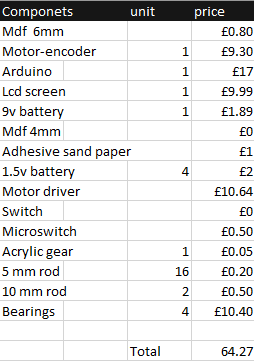 Componets unit price
Mdf 6mm £0.80
Motor-encoder 1 £9.30
Arduino 1 £17
Lcd screen 1 £9.99
9v battery 1 £1.89
Mdf 4mm £0
Adhesive sand paper £1
1.5v battery 4 £2
Motor driver £10.64
Switch £0
Microswitch £0.50
Acrylic gear 1 £0.05
5 mm rod 16 £0.20
10 mm rod 2 £0.50
Bearings 4 £10.40
Total 64.27